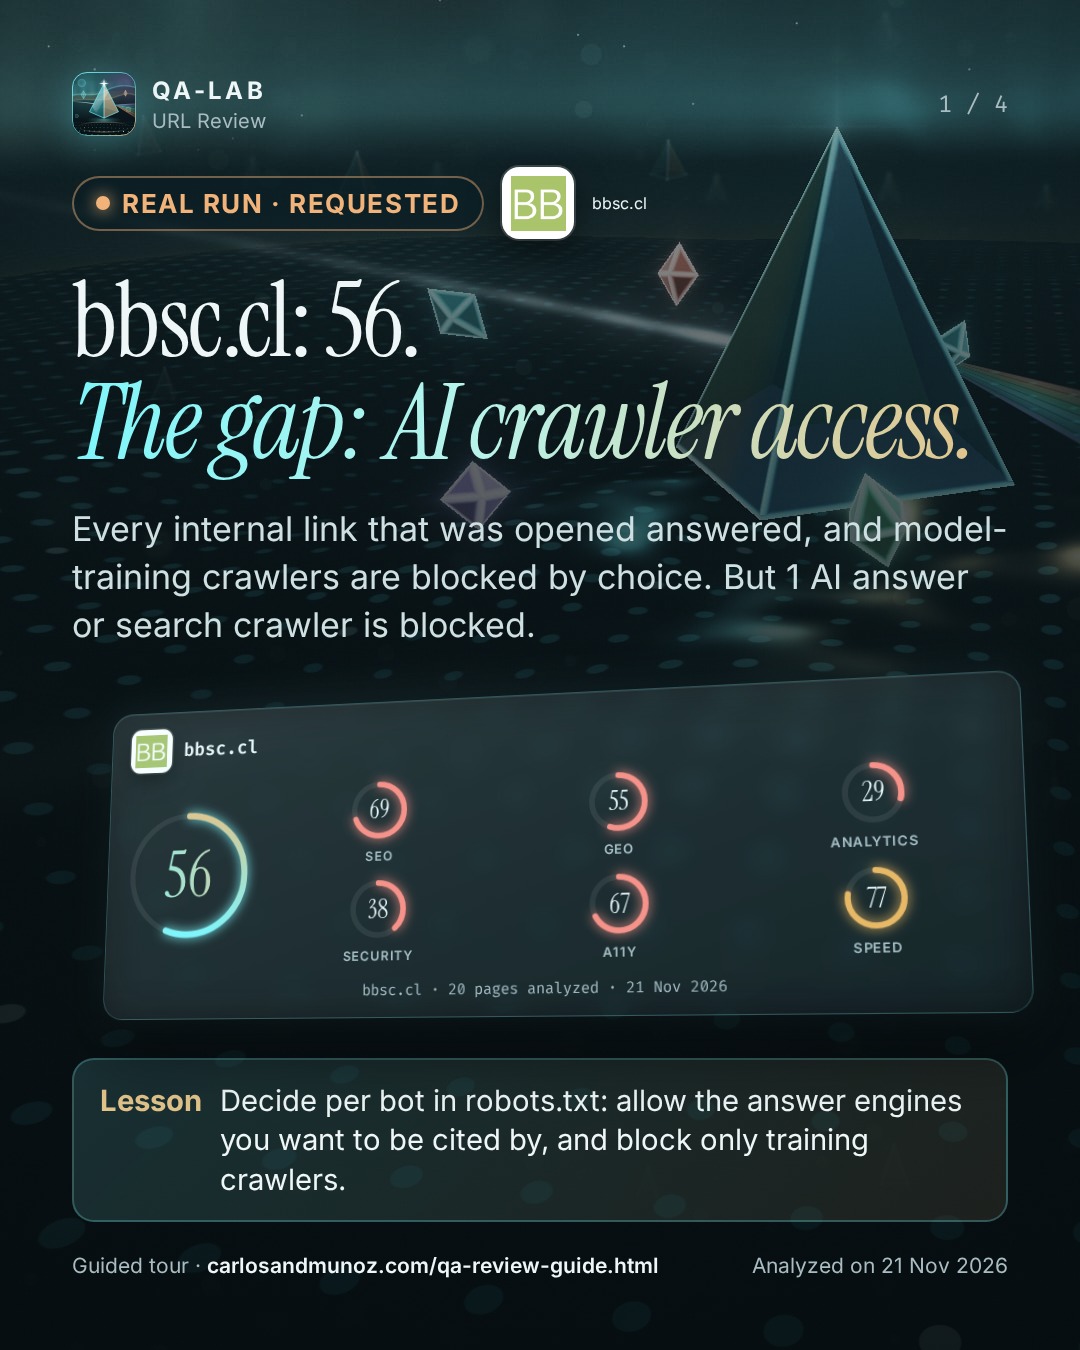 QA-LAB
URL Review
1 / 4
REAL RUN · REQUESTED
BB
bbsc.cl
bbsc.cl: 56.
The gap: AI crawler access.
Every internal link that was opened answered, and model-
training crawlers are blocked by choice. But 1 AI answer
or search crawler is blocked.
BB
bbsc.cl
56
69
SEO
55
GEO
29
ANALYTICS
38
SECURITY
67
A11Y
77
SPEED
bbsc.cl · 20 pages analyzed · 21 Nov 2026
Lesson Decide per bot in robots.txt: allow the answer engines
you want to be cited by, and block only training
crawlers.
Guided tour · carlosandmunoz.com/qa-review-guide.html
Analyzed on 21 Nov 2026